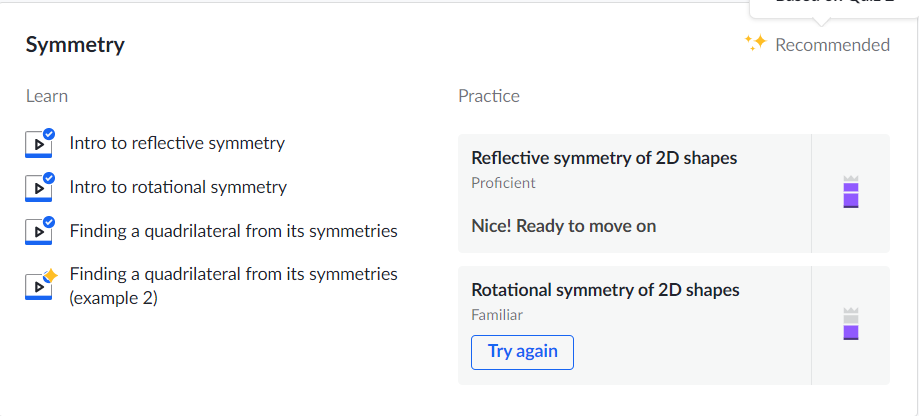 Symmetry
Recommended
Learn
Practice
Intro to reflective symmetry
Intro to rotational symmetry
Finding a quadrilateral from its symmetries
Finding a quadrilateral from its symmetries
(example 2)
Reflective symmetry of 2D shapes
Proficient
Nice! Ready to move on
Rotational symmetry of 2D shapes
Familiar
Try again